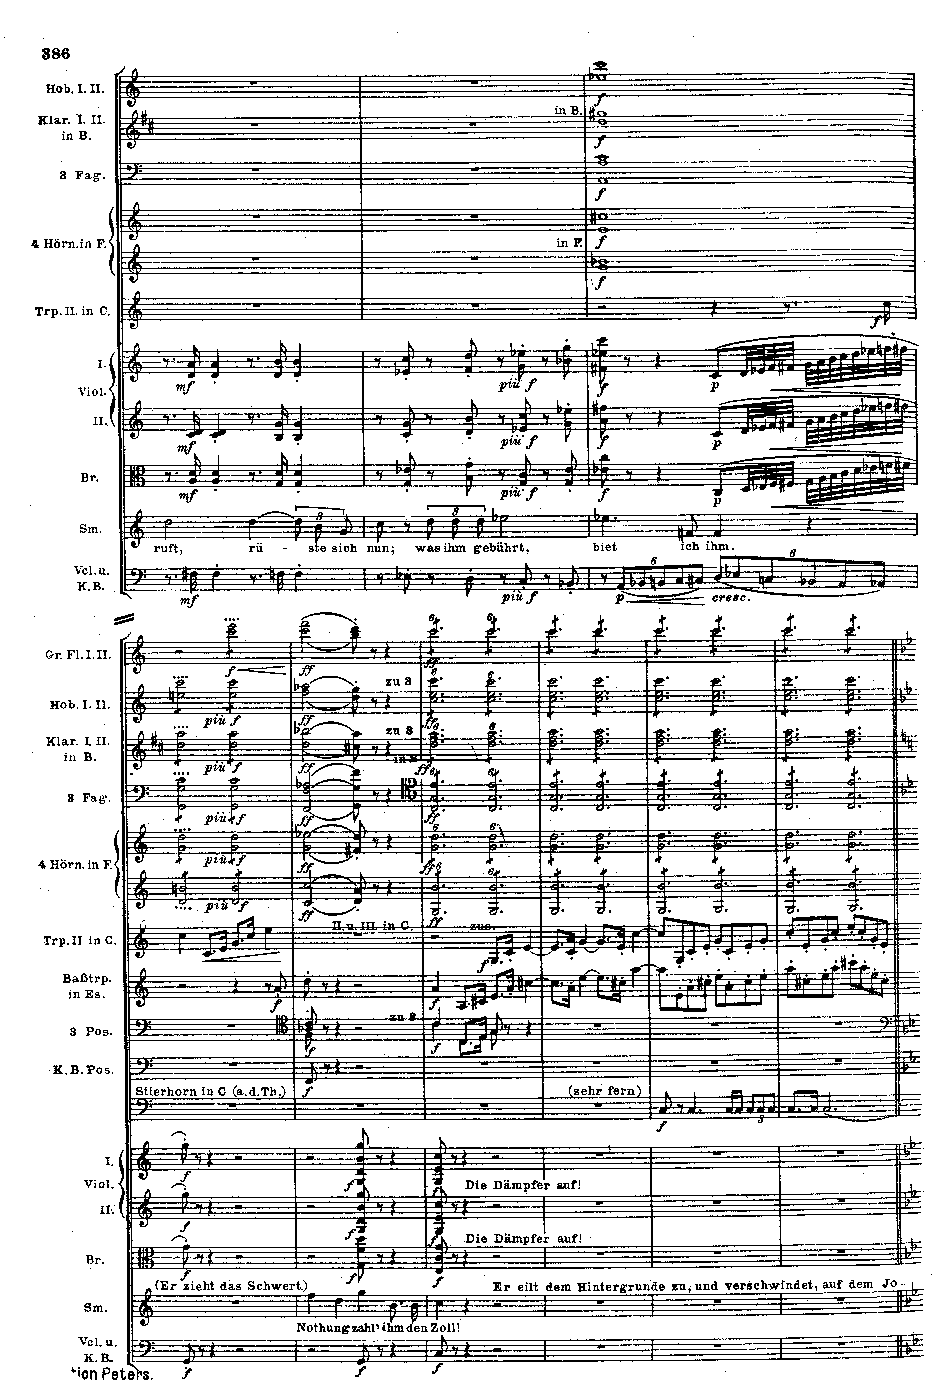 386
Hob. I. II.
Klar. I. II.
in B.
in B.
3 Fag.
4 Hörn. in F.
in F.
Trp. II. in C.
I.
Viol.
II.
Br.
Sm.
ruft, rü - ste sich nun; was ihm gebührt, biet ich ihm.
Vcl. u.
K. B.
mf più f p cresc.
Gr. Fl. I. II.
Hob. I. II.
zu 3
Klar. I. II.
in B.
zu 3
3 Fag.
4 Hörn. in F.
Trp. II in C.
II. u. III. in C.
zus.
Baßtrp.
in Es.
3 Pos.
K. B. Pos.
Stierhorn in C (a. d. Th.)
(sehr fern)
I.
Viol.
Die Dämpfer auf!
II.
Die Dämpfer auf!
Br.
(Er zieht das Schwert.) Er eilt dem Hintergrunde zu, und verschwindet, auf dem Jo-
Sm.
Nothung zahl' ihm den Zoll!
Vcl. u.
K. B.
ion Peters.